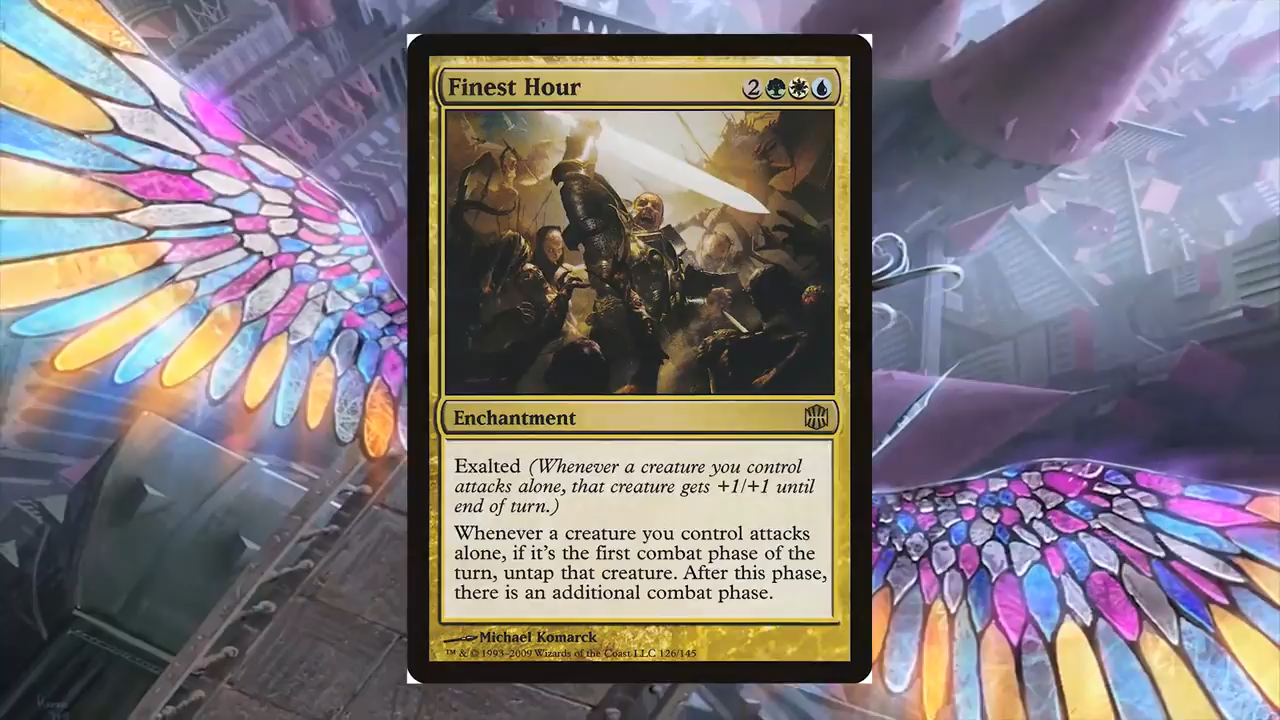 Finest Hour 2
Enchantment
Exalted (Whenever a creature you control
attacks alone, that creature gets +1/+1 until
end of turn.)
Whenever a creature you control attacks
alone, if it's the first combat phase of the
turn, untap that creature. After this phase,
there is an additional combat phase.
Michael Komarck
™ & © 1993–2009 Wizards of the Coast LLC 126/145